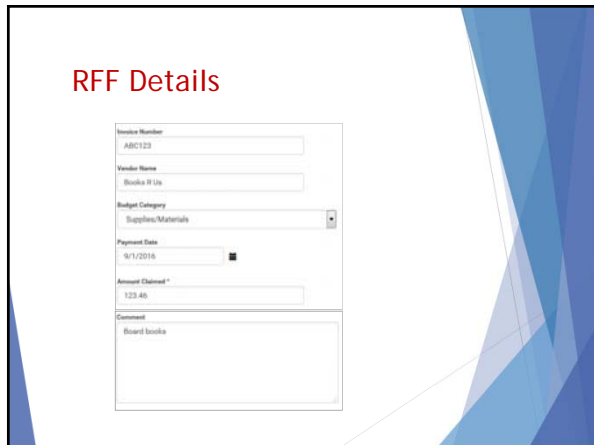 RFF Details
Invoice Number
ABC123
Vendor Name
Books R Us
Budget Category
Supplies/Materials
Payment Date
9/1/2016
Amount Claimed *
123.46
Comment
Board books